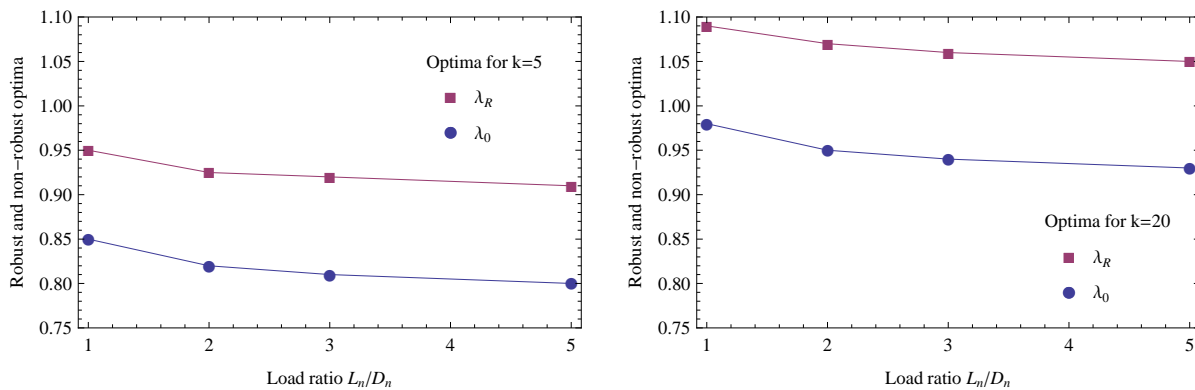 Robust and non−robust optima
1.10
1.05
1.00
0.95
0.90
0.85
0.80
0.75
Optima for k=5
λR
λ0
1 2 3 4 5
Load ratio Ln/Dn
Robust and non−robust optima
1.10
1.05
1.00
0.95
0.90
0.85
0.80
0.75
Optima for k=20
λR
λ0
1 2 3 4 5
Load ratio Ln/Dn